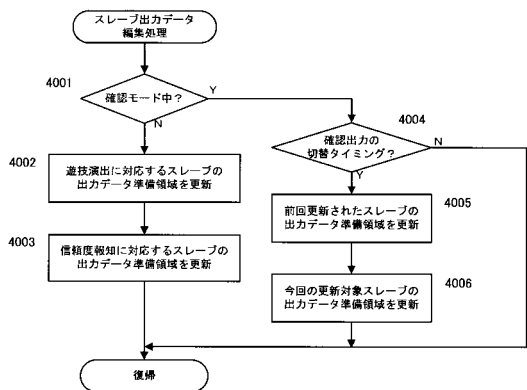 スレーブ出力データ
編集処理
4001
確認モード中？
Y
N
4002
遊技演出に対応するスレーブの
出力データ準備領域を更新
4003
信頼度報知に対応するスレーブの
出力データ準備領域を更新
4004
確認出力の
切替タイミング？
N
Y
4005
前回更新されたスレーブの
出力データ準備領域を更新
4006
今回の更新対象スレーブの
出力データ準備領域を更新
復帰